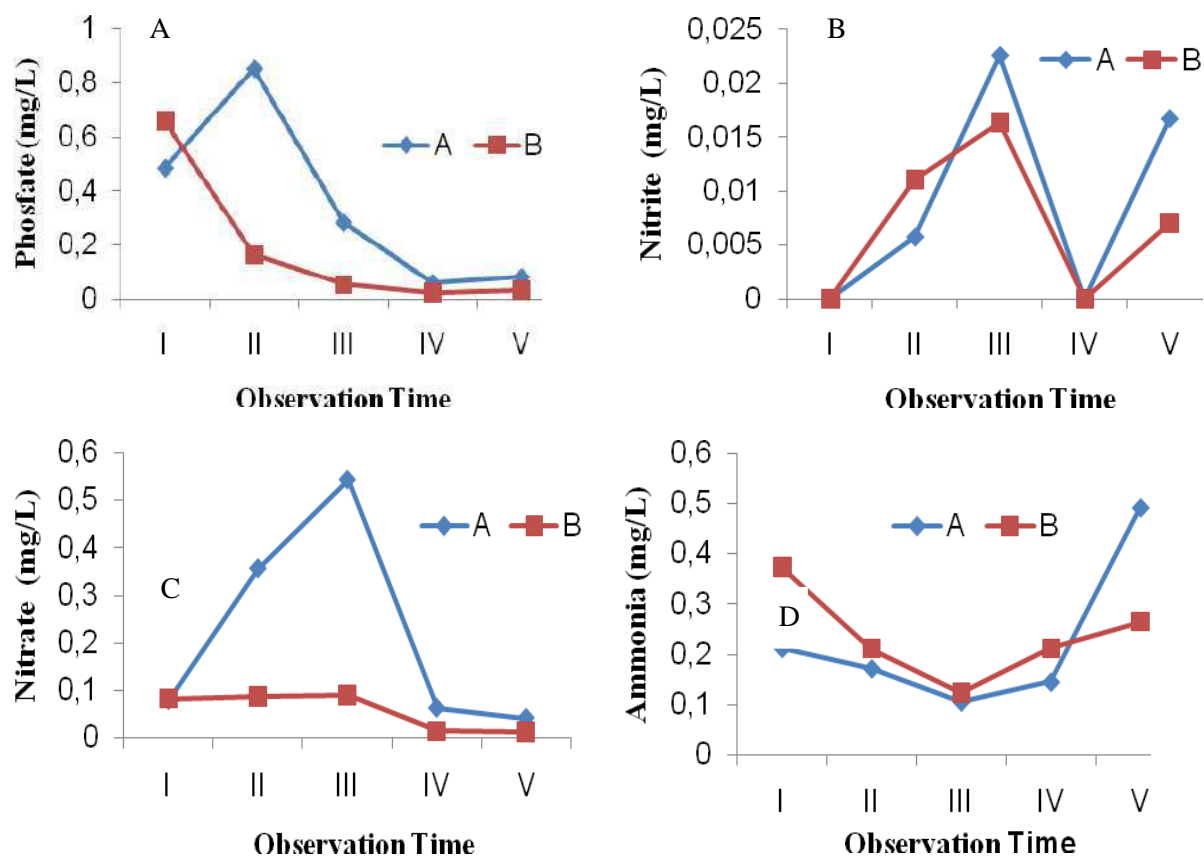 A
Phosfate (mg/L)
1
0,8
0,6
0,4
0,2
0
A B
I II III IV V
Observation Time
B
Nitrite (mg/L)
0,025
0,02
0,015
0,01
0,005
0
A B
I II III IV V
Observation Time
C
Nitrate (mg/L)
0,6
0,5
0,4
0,3
0,2
0,1
0
A B
I II III IV V
Observation Time
D
Ammonia (mg/L)
0,6
0,5
0,4
0,3
0,2
0,1
0
A B
I II III IV V
Observation Time